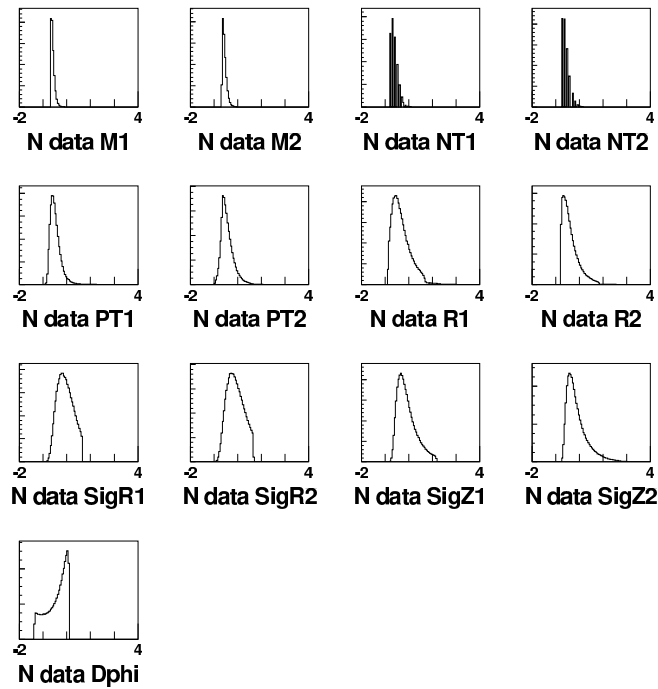 -2 4 -2 4 -2 4 -2 4
N data M1 N data M2 N data NT1 N data NT2
-2 4 -2 4 -2 4 -2 4
N data PT1 N data PT2 N data R1 N data R2
-2 4 -2 4 -2 4 -2 4
N data SigR1 N data SigR2 N data SigZ1 N data SigZ2
-2 4
N data Dphi